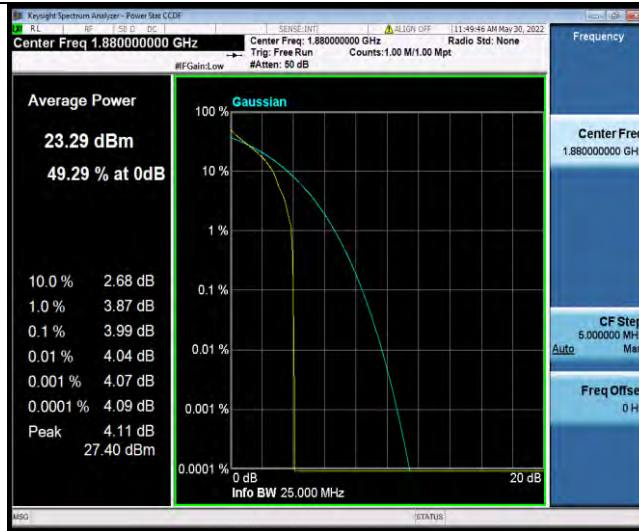 Keysight Spectrum Analyzer - Power Stat CCDF
RL RF 50 Ω DC SENSE:INT ALIGN OFF 11:49:46 AM May 30, 2022
Center Freq 1.880000000 GHz
Center Freq: 1.880000000 GHz Radio Std: None
Trig: Free Run Counts:1.00 M/1.00 Mpt
#IFGain:Low #Atten: 50 dB
Frequency
Average Power
23.29 dBm
49.29 % at 0dB
10.0 % 2.68 dB
1.0 % 3.87 dB
0.1 % 3.99 dB
0.01 % 4.04 dB
0.001 % 4.07 dB
0.0001 % 4.09 dB
Peak 4.11 dB
27.40 dBm
Gaussian
100 %
10 %
1 %
0.1 %
0.01 %
0.001 %
0.0001 %
0 dB 20 dB
Info BW 25.000 MHz
Center Fre
1.880000000 GH
CF Step
5.000000 MH
Auto Ma
Freq Offse
0 H
MSG STATUS